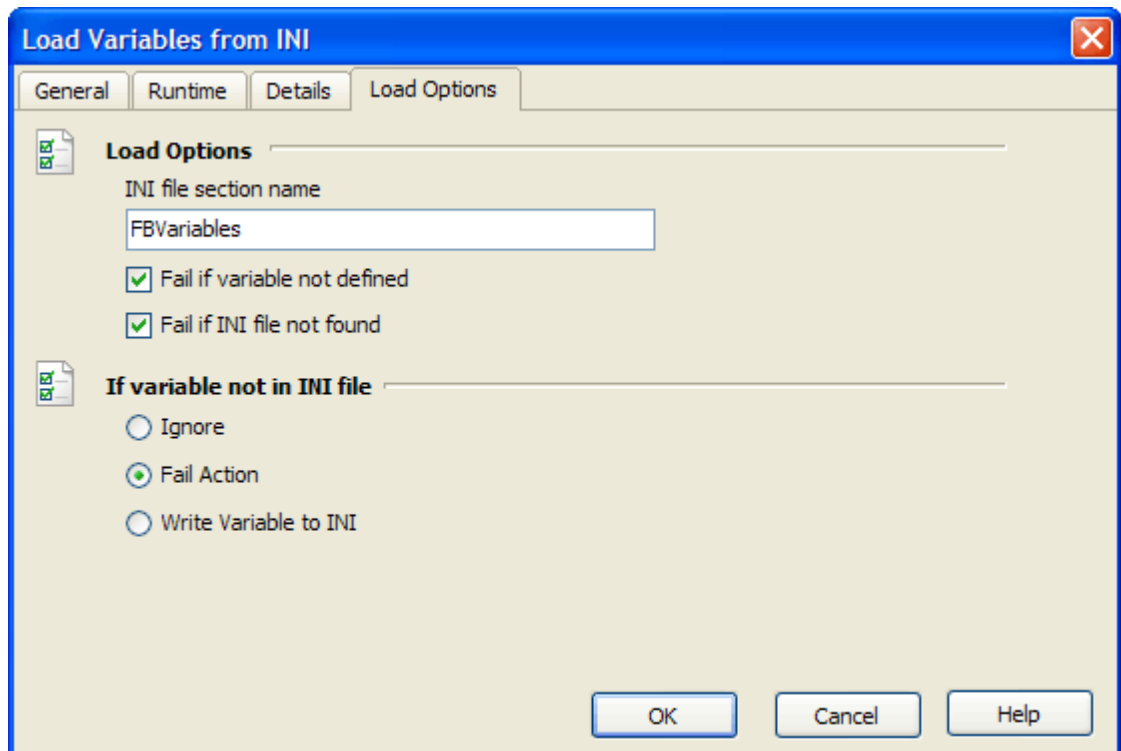 Load Variables from INI
General Runtime Details Load Options
Load Options
INI file section name
FBVariables
Fail if variable not defined
Fail if INI file not found
If variable not in INI file
Ignore
Fail Action
Write Variable to INI
OK Cancel Help